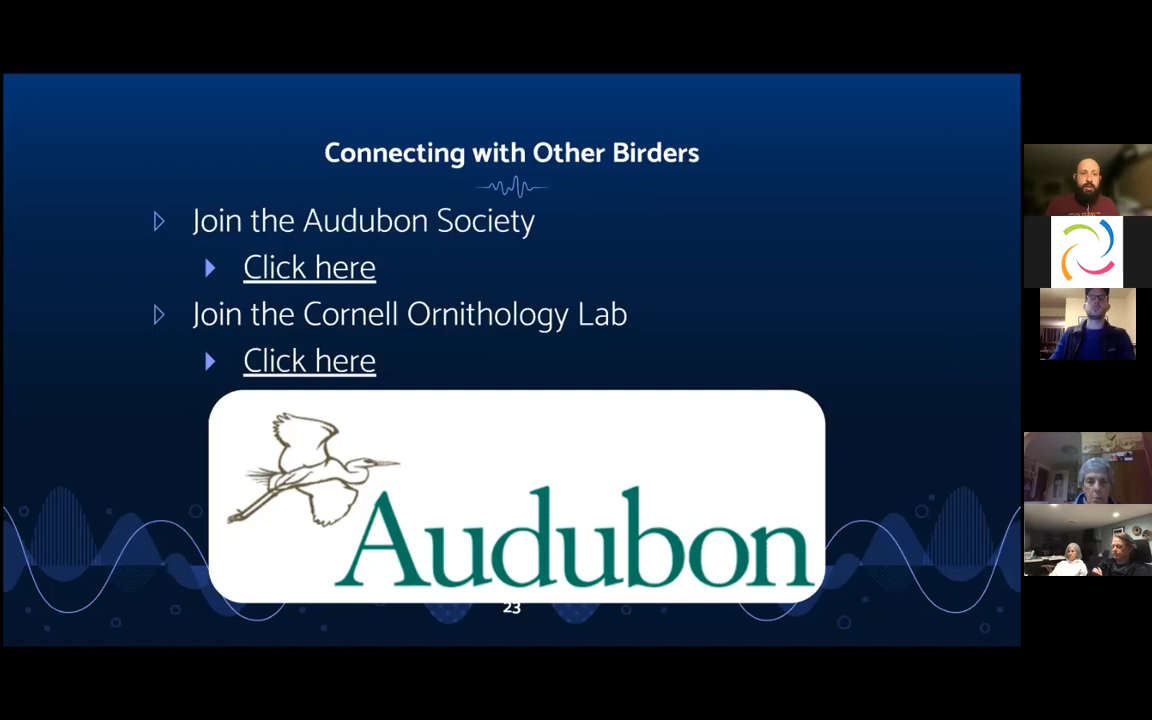 Connecting with Other Birders
Join the Audubon Society
Click here
Join the Cornell Ornithology Lab
Click here
Audubon
23